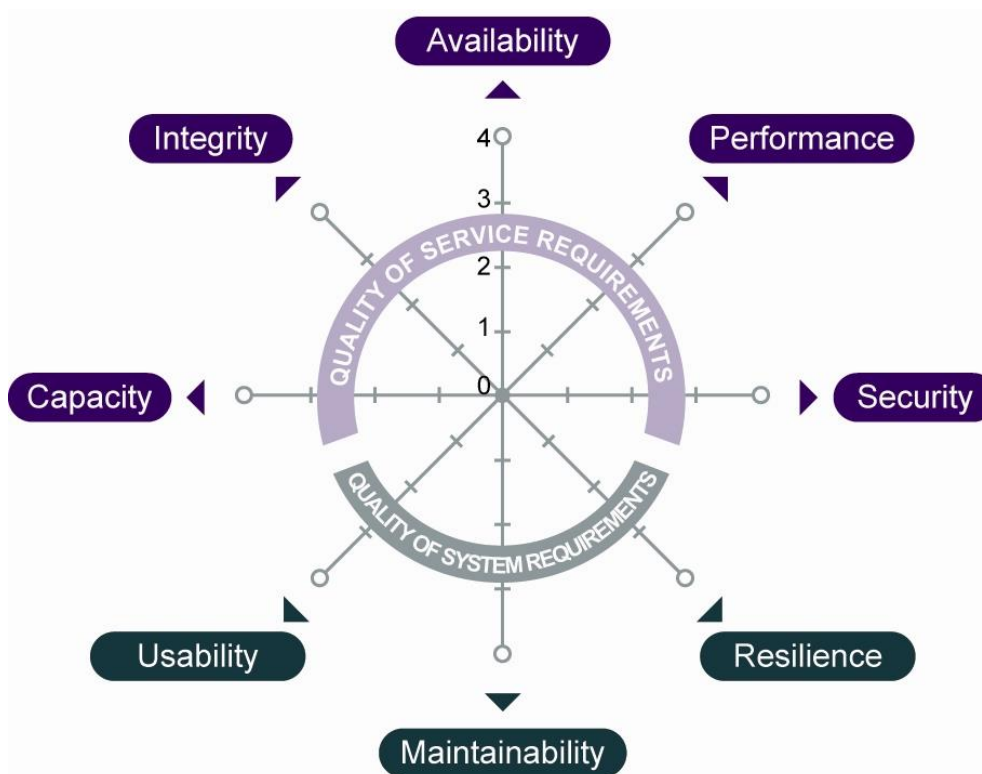 Availability
Integrity
Performance
4
3
QUALITY OF SERVICE REQUIREMENTS
2
1
0
Capacity
Security
QUALITY OF SYSTEM REQUIREMENTS
Usability
Resilience
Maintainability